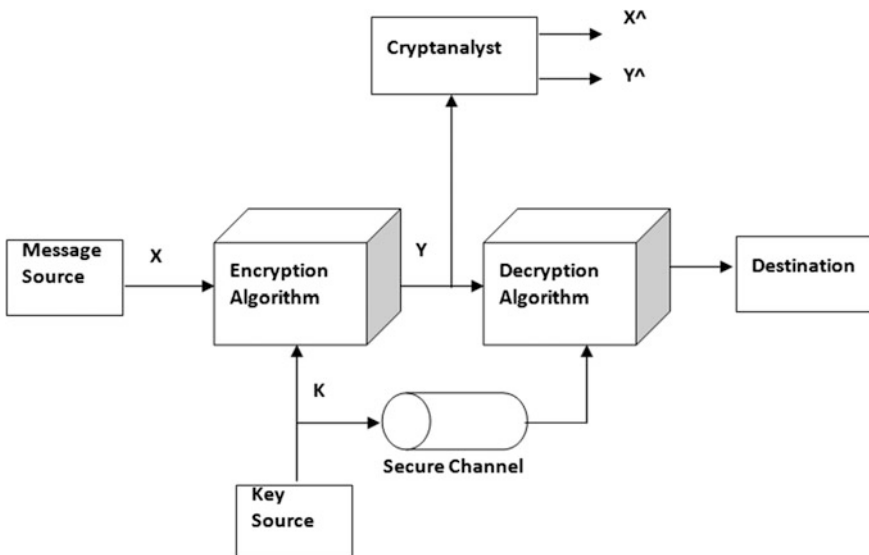 X^
Cryptanalyst
Y^
Message
Source
X
Encryption
Algorithm
Y
Decryption
Algorithm
Destination
K
Secure Channel
Key
Source